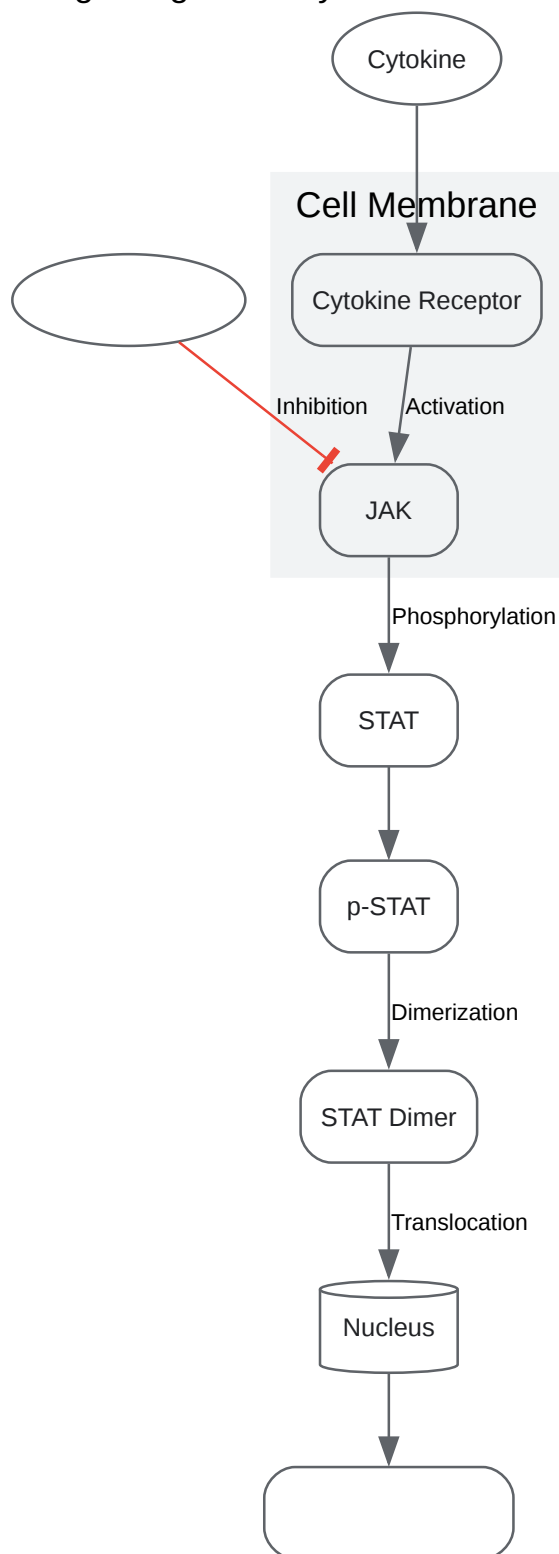 Cytokine
Cell Membrane
Cytokine Receptor
Inhibition
Activation
JAK
Phosphorylation
STAT
p-STAT
Dimerization
STAT Dimer
Translocation
Nucleus